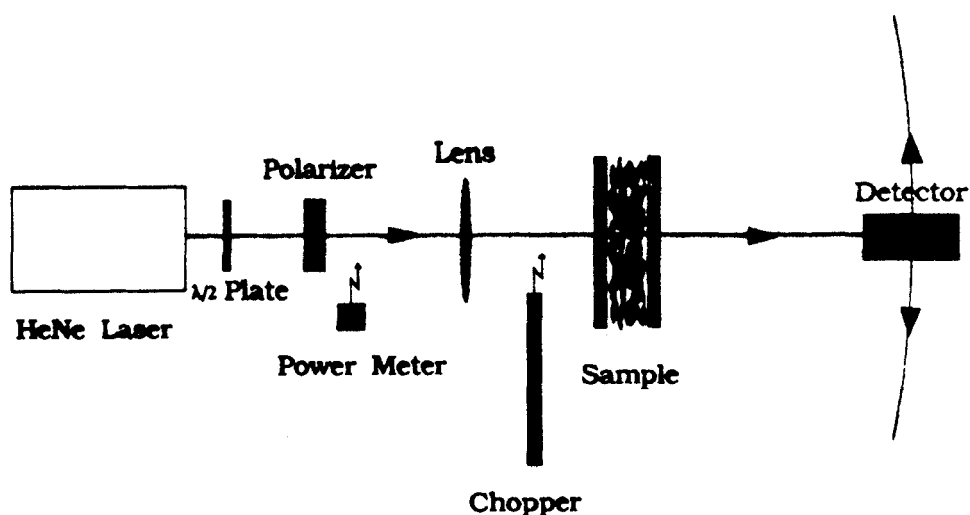 Lens
Polarizer
Detector
λ/2 Plate
HeNe Laser
Power Meter
Sample
Chopper